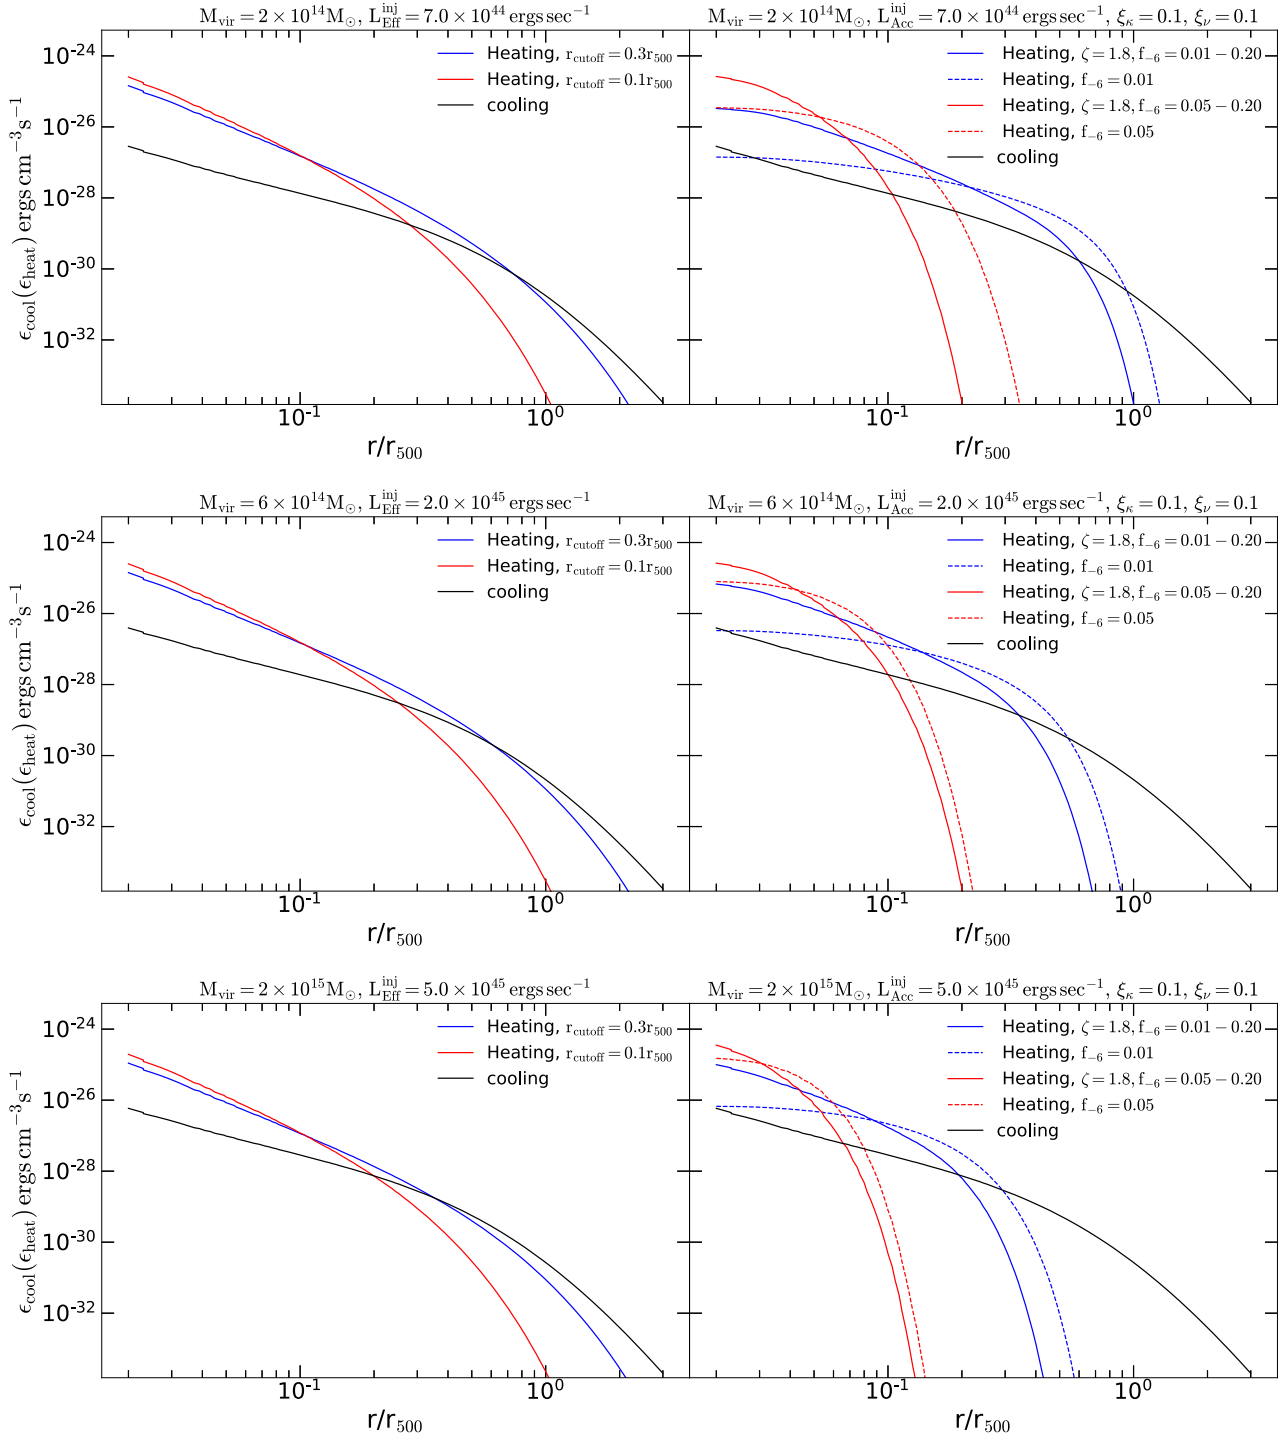 M_vir = 2 × 10^14 M_⊙, L_Eff^inj = 7.0 × 10^44 ergs sec^−1
M_vir = 2 × 10^14 M_⊙, L_Acc^inj = 7.0 × 10^44 ergs sec^−1, ξ_κ = 0.1, ξ_ν = 0.1
Heating, r_cutoff = 0.3r_500
Heating, r_cutoff = 0.1r_500
cooling
Heating, ζ = 1.8, f_−6 = 0.01 − 0.20
Heating, f_−6 = 0.01
Heating, ζ = 1.8, f_−6 = 0.05 − 0.20
Heating, f_−6 = 0.05
cooling
ϵ_cool(ϵ_heat) ergs cm^−3 s^−1
10^-24
10^-26
10^-28
10^-30
10^-32
10^-1
10^0
10^-1
10^0
r/r_500
r/r_500
M_vir = 6 × 10^14 M_⊙, L_Eff^inj = 2.0 × 10^45 ergs sec^−1
M_vir = 6 × 10^14 M_⊙, L_Acc^inj = 2.0 × 10^45 ergs sec^−1, ξ_κ = 0.1, ξ_ν = 0.1
Heating, r_cutoff = 0.3r_500
Heating, r_cutoff = 0.1r_500
cooling
Heating, ζ = 1.8, f_−6 = 0.01 − 0.20
Heating, f_−6 = 0.01
Heating, ζ = 1.8, f_−6 = 0.05 − 0.20
Heating, f_−6 = 0.05
cooling
ϵ_cool(ϵ_heat) ergs cm^−3 s^−1
10^-24
10^-26
10^-28
10^-30
10^-32
10^-1
10^0
10^-1
10^0
r/r_500
r/r_500
M_vir = 2 × 10^15 M_⊙, L_Eff^inj = 5.0 × 10^45 ergs sec^−1
M_vir = 2 × 10^15 M_⊙, L_Acc^inj = 5.0 × 10^45 ergs sec^−1, ξ_κ = 0.1, ξ_ν = 0.1
Heating, r_cutoff = 0.3r_500
Heating, r_cutoff = 0.1r_500
cooling
Heating, ζ = 1.8, f_−6 = 0.01 − 0.20
Heating, f_−6 = 0.01
Heating, ζ = 1.8, f_−6 = 0.05 − 0.20
Heating, f_−6 = 0.05
cooling
ϵ_cool(ϵ_heat) ergs cm^−3 s^−1
10^-24
10^-26
10^-28
10^-30
10^-32
10^-1
10^0
10^-1
10^0
r/r_500
r/r_500